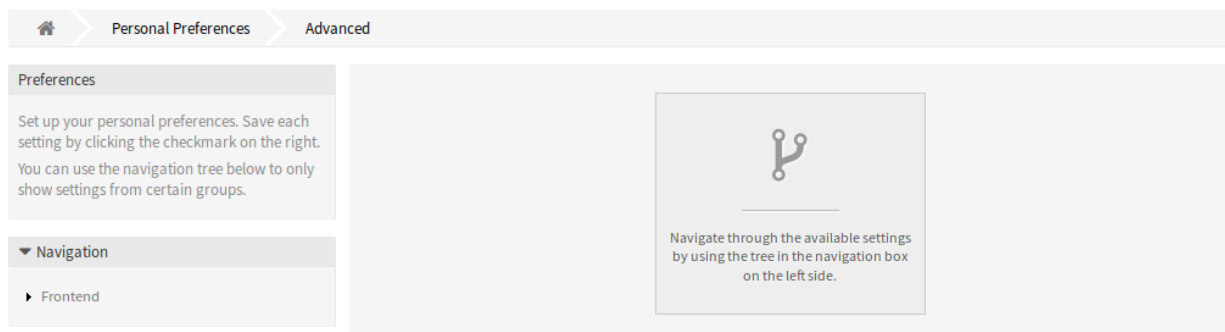 Personal Preferences
Advanced
Preferences
Set up your personal preferences. Save each
setting by clicking the checkmark on the right.
You can use the navigation tree below to only
show settings from certain groups.
Navigation
Frontend
Navigate through the available settings
by using the tree in the navigation box
on the left side.